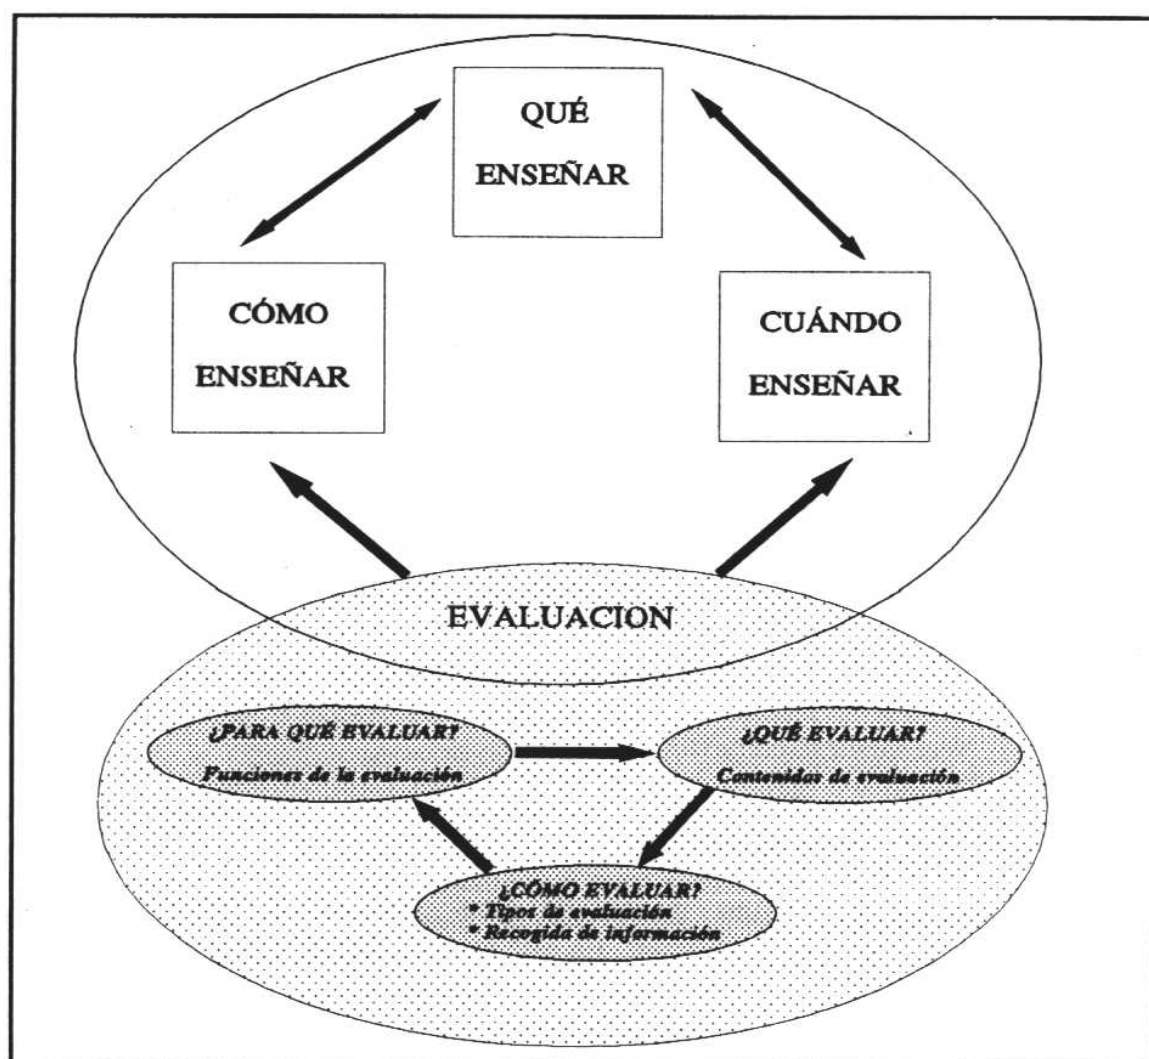 QUÉ
ENSEÑAR
CÓMO
ENSEÑAR
CUÁNDO
ENSEÑAR
EVALUACION
¿PARA QUÉ EVALUAR?
Funciones de la evaluación
¿QUÉ EVALUAR?
Contenidos de evaluación
¿CÓMO EVALUAR?
* Tipos de evaluación
* Recogida de información